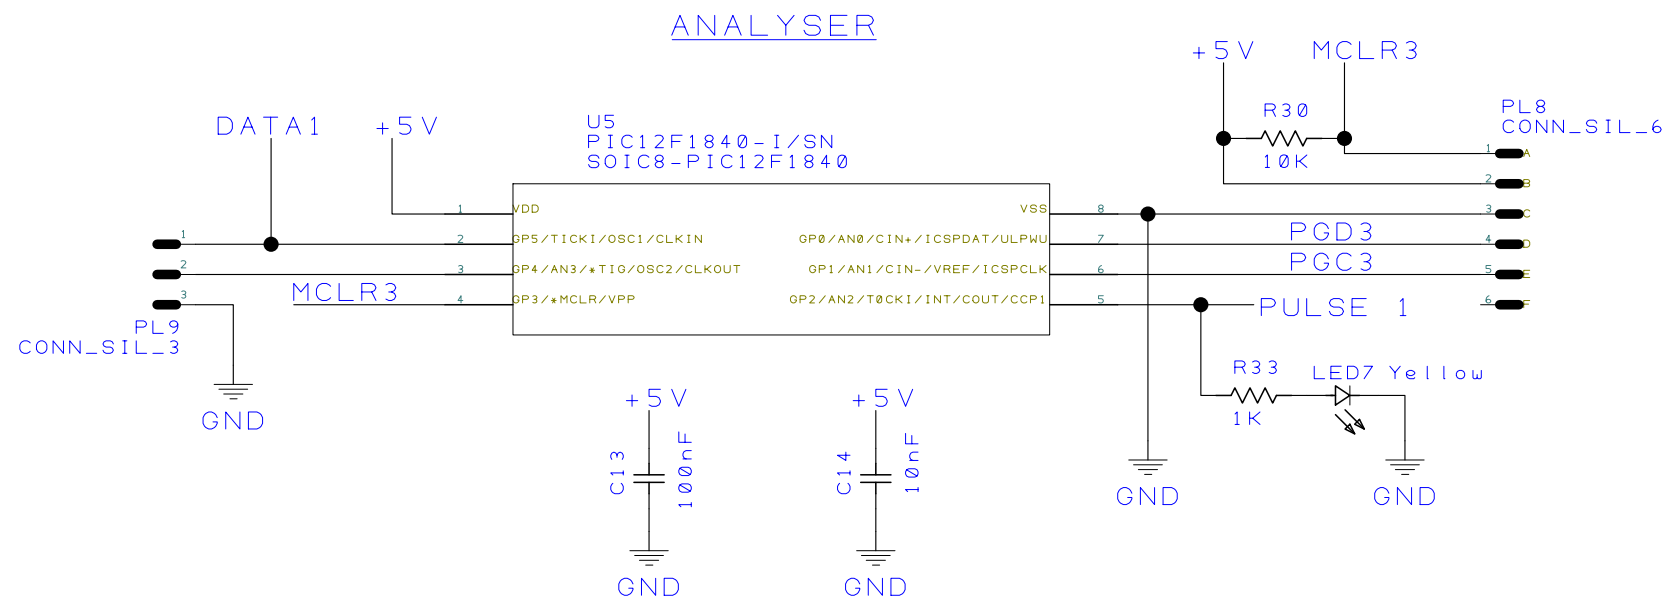 ANALYSER
+5V
MCLR3
R30
10K
PL8
CONN_SIL_6
1 A
2 B
3 C
4 D
5 E
6 F
DATA1
+5V
U5
PIC12F1840-I/SN
SOIC8-PIC12F1840
1 VDD
2 GP5/TICKI/OSC1/CLKIN
3 GP4/AN3/*TIG/OSC2/CLKOUT
4 GP3/*MCLR/VPP
VSS 8
GP0/AN0/CIN+/ICSPDAT/ULPWU 7
GP1/AN1/CIN-/VREF/ICSPCLK 6
GP2/AN2/T0CKI/INT/COUT/CCP1 5
PGD3
PGC3
PULSE 1
1
2
3
MCLR3
PL9
CONN_SIL_3
GND
R33
1K
LED7 Yellow
GND
GND
+5V
C13
100nF
GND
+5V
C14
10nF
GND